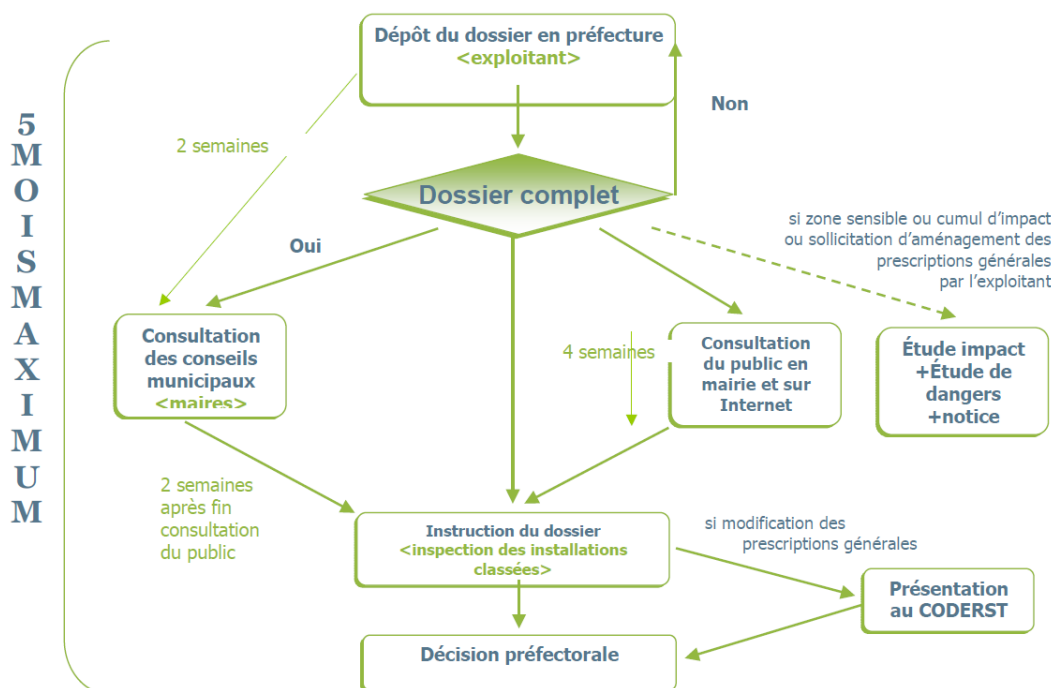 5 MOIS MAXIMUM
Dépôt du dossier en préfecture
<exploitant>
Non
2 semaines
Dossier complet
Oui
si zone sensible ou cumul d'impact
ou sollicitation d'aménagement des
prescriptions générales
par l'exploitant
Consultation
des conseils
municipaux
<maires>
4 semaines
Consultation
du public en
mairie et sur
Internet
Étude impact
+Étude de
dangers
+notice
2 semaines
après fin
consultation
du public
Instruction du dossier
<inspection des installations
classées>
si modification des
prescriptions générales
Présentation
au CODERST
Décision préfectorale